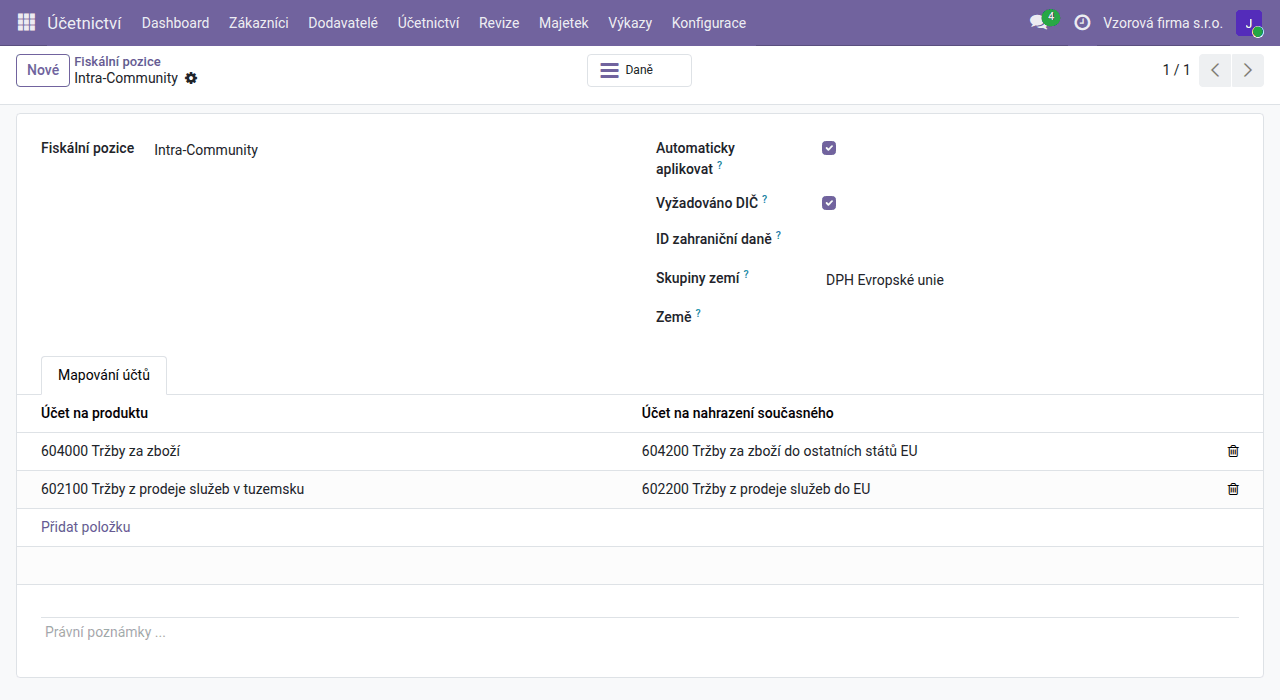 Účetnictví Dashboard Zákazníci Dodavatelé Účetnictví Revize Majetek Výkazy Konfigurace 4 Vzorová firma s.r.o. J
Nové
Fiskální pozice
Intra-Community
Daně
1 / 1
Fiskální pozice Intra-Community
Automaticky aplikovat ?
Vyžadováno DIČ ?
ID zahraniční daně ?
Skupiny zemí ? DPH Evropské unie
Země ?
Mapování účtů
Účet na produktu Účet na nahrazení současného
604000 Tržby za zboží 604200 Tržby za zboží do ostatních států EU
602100 Tržby z prodeje služeb v tuzemsku 602200 Tržby z prodeje služeb do EU
Přidat položku
Právní poznámky ...